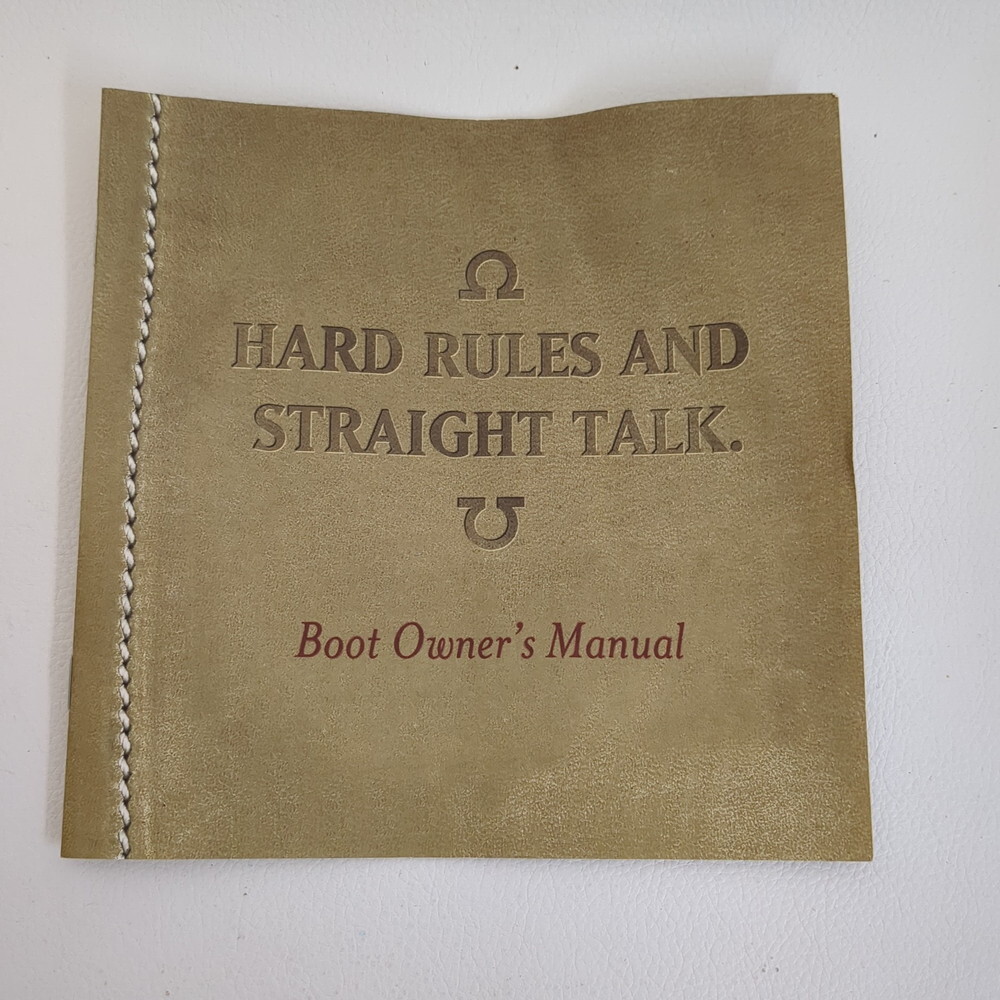 HARD RULES AND
STRAIGHT TALK.
Boot Owner's Manual